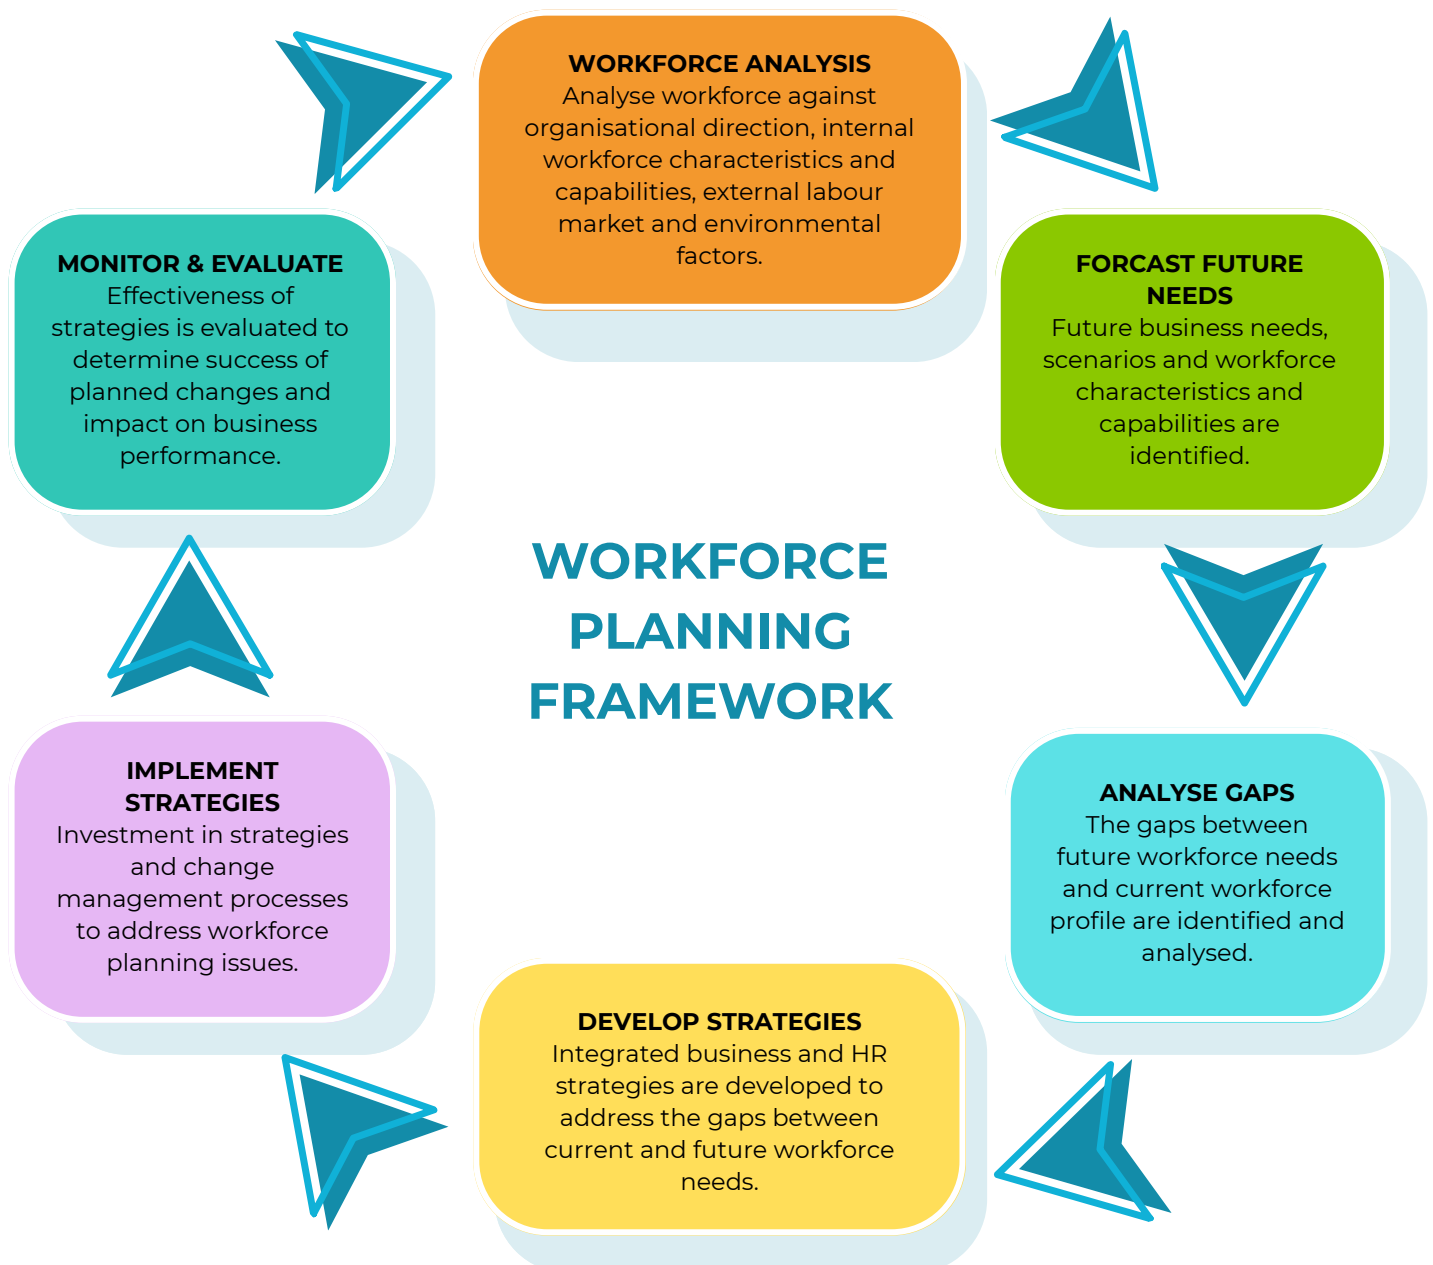 WORKFORCE ANALYSIS
Analyse workforce against
organisational direction, internal
workforce characteristics and
capabilities, external labour
market and environmental
factors.
FORCAST FUTURE
NEEDS
Future business needs,
scenarios and workforce
characteristics and
capabilities are
identified.
ANALYSE GAPS
The gaps between
future workforce needs
and current workforce
profile are identified and
analysed.
DEVELOP STRATEGIES
Integrated business and HR
strategies are developed to
address the gaps between
current and future workforce
needs.
IMPLEMENT
STRATEGIES
Investment in strategies
and change
management processes
to address workforce
planning issues.
MONITOR & EVALUATE
Effectiveness of
strategies is evaluated to
determine success of
planned changes and
impact on business
performance.
WORKFORCE
PLANNING
FRAMEWORK